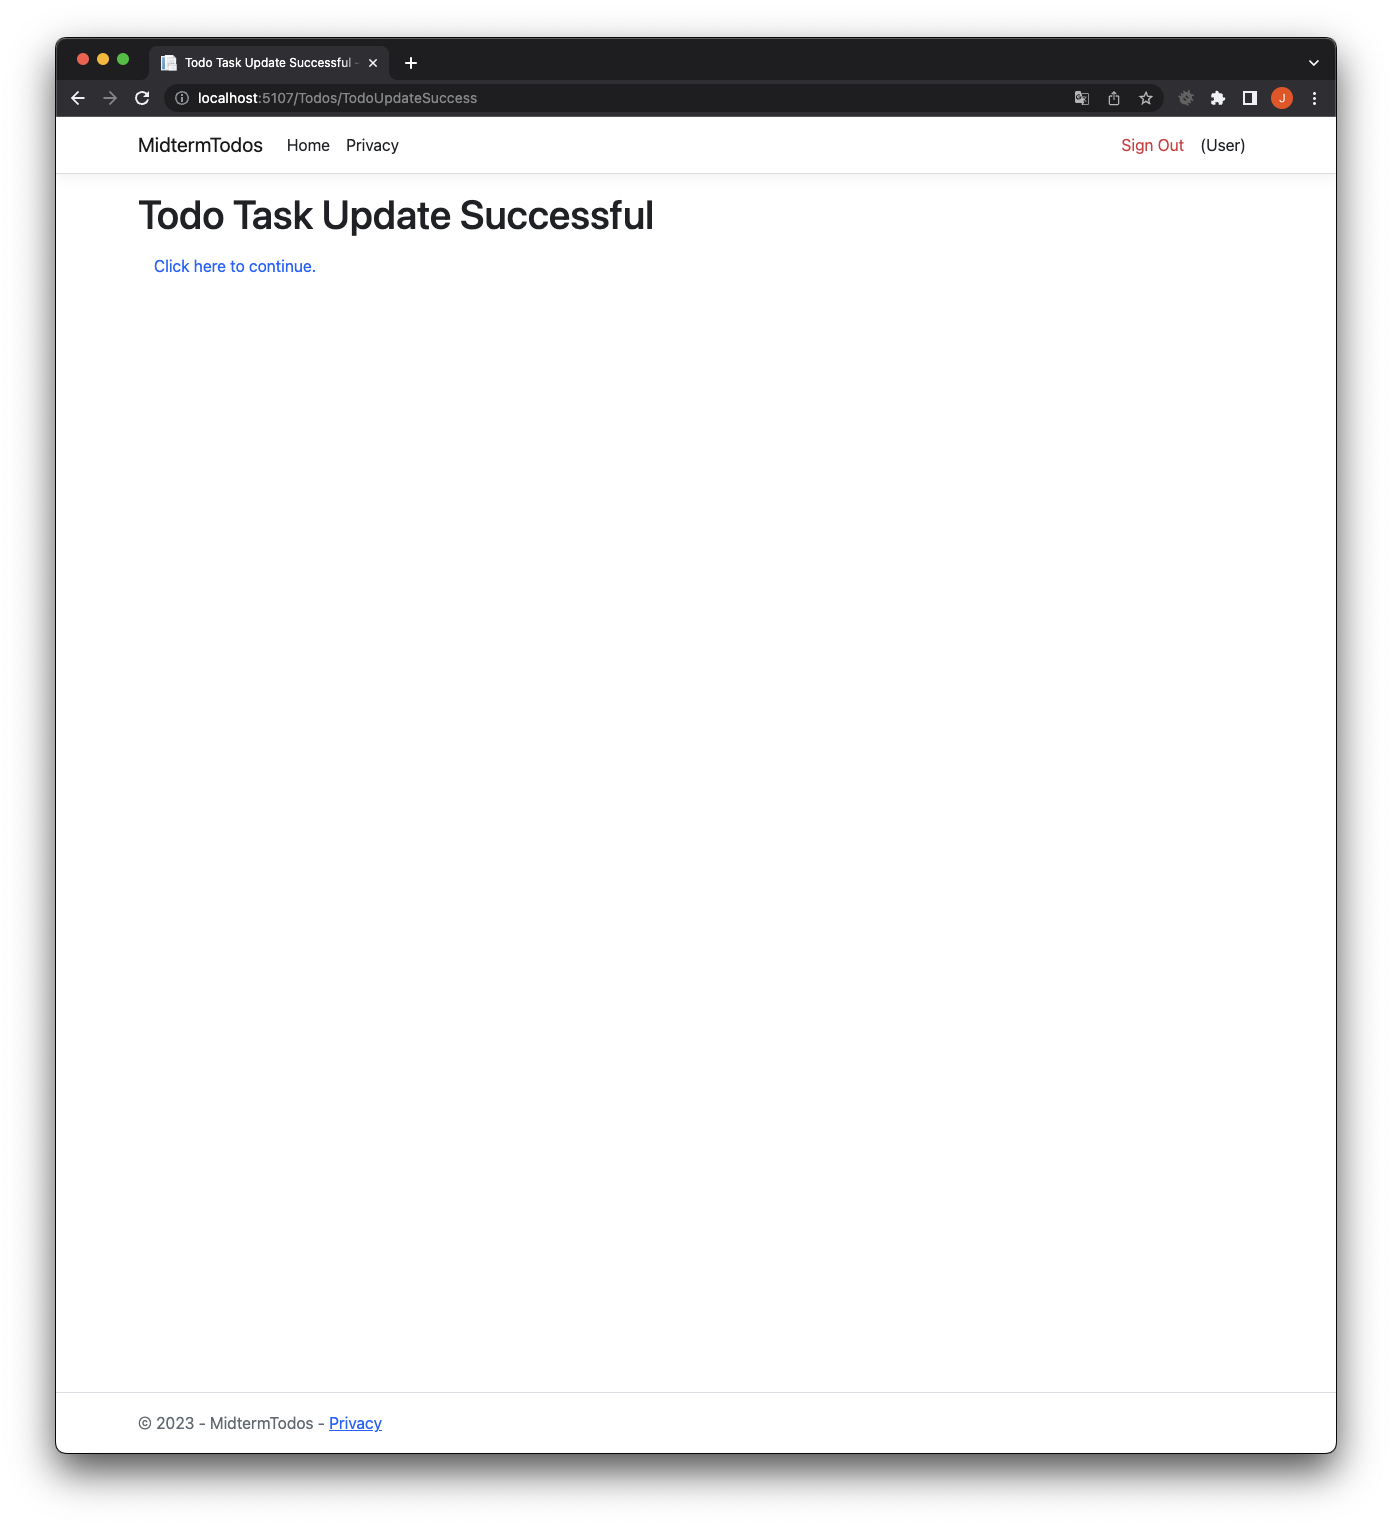 Todo Task Update Successful -
localhost:5107/Todos/TodoUpdateSuccess
J
MidtermTodos Home Privacy Sign Out (User)
Todo Task Update Successful
Click here to continue.
© 2023 - MidtermTodos - Privacy